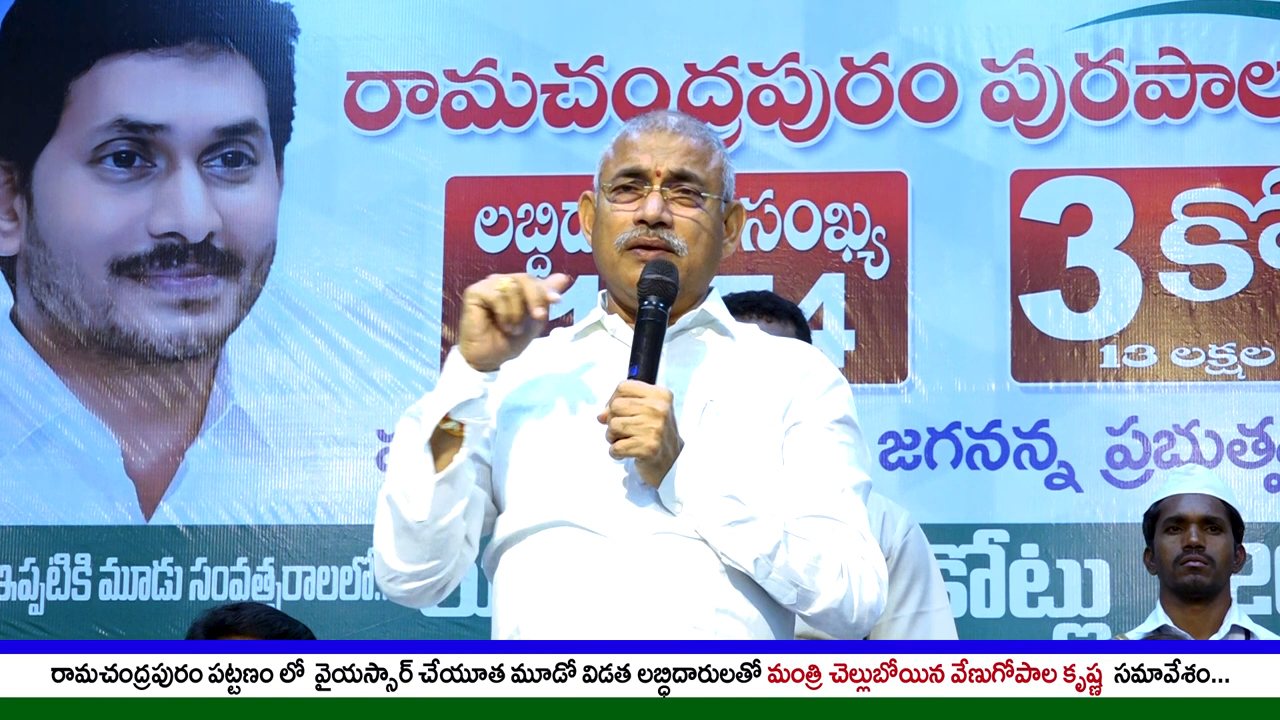 రామచంద్రపురం పురపాల
సంఖ్య
3 కో
13 లక్షల
జగనన్న ప్రభుత్వ
ఇప్పటికి మూడు సంవత్సరాలలో..
కోట్లు
రామచంద్రపురం పట్టణం లో వైయస్సార్ చేయూత మూడో విడత లబ్ధిదారులతో మంత్రి చెల్లుబోయిన వేణుగోపాల కృష్ణ సమావేశం...